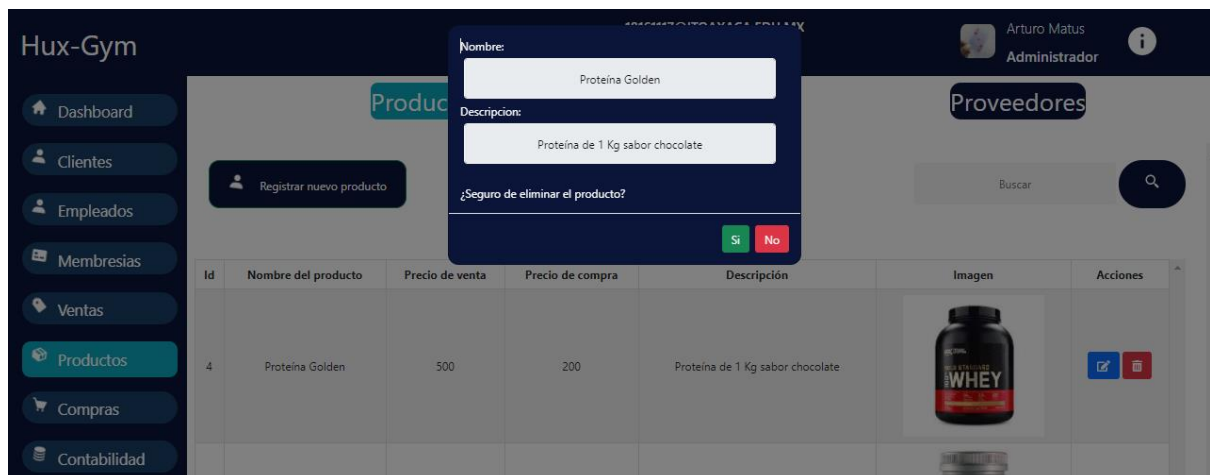 Hux-Gym
Arturo Matus
Administrador
Nombre:
Proteína Golden
Descripcion:
Proteína de 1 Kg sabor chocolate
¿Seguro de eliminar el producto?
Si No
Produc
Proveedores
Dashboard
Clientes
Empleados
Membresias
Ventas
Productos
Compras
Contabilidad
Registrar nuevo producto
Buscar
Id Nombre del producto Precio de venta Precio de compra Descripción Imagen Acciones
4 Proteína Golden 500 200 Proteína de 1 Kg sabor chocolate
WHEY